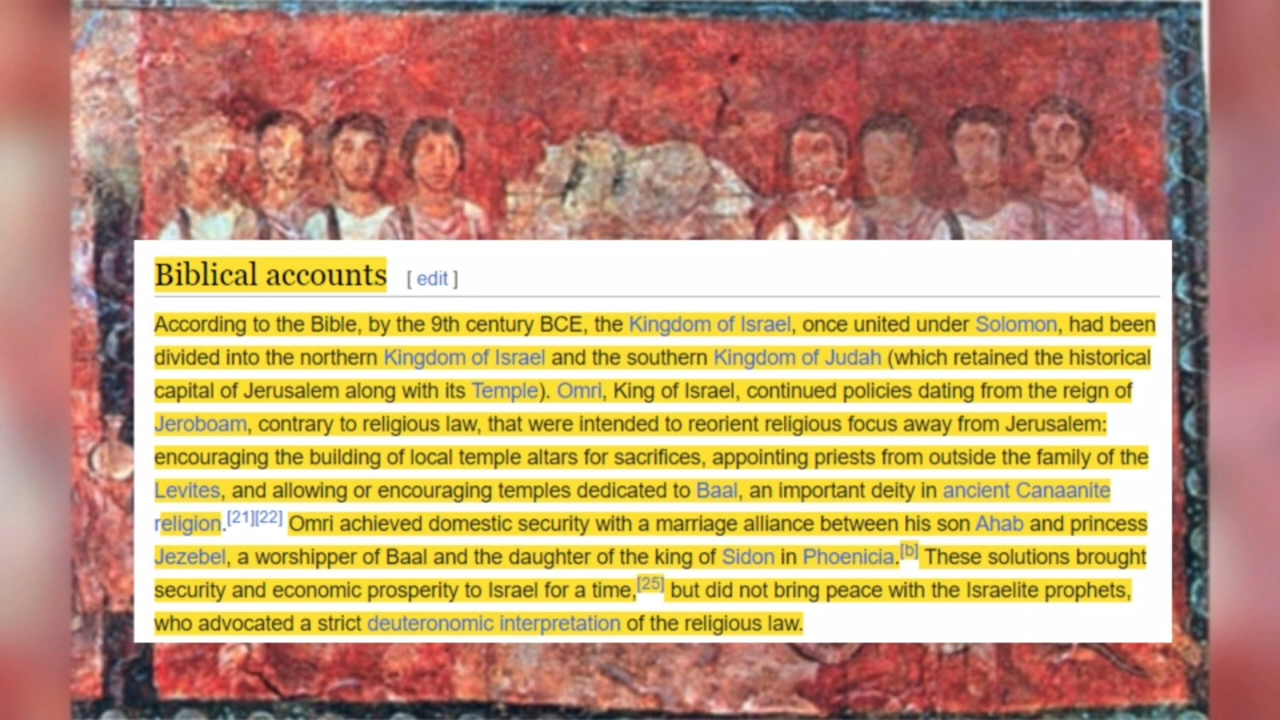 Biblical accounts [ edit ]
According to the Bible, by the 9th century BCE, the Kingdom of Israel, once united under Solomon, had been
divided into the northern Kingdom of Israel and the southern Kingdom of Judah (which retained the historical
capital of Jerusalem along with its Temple). Omri, King of Israel, continued policies dating from the reign of
Jeroboam, contrary to religious law, that were intended to reorient religious focus away from Jerusalem:
encouraging the building of local temple altars for sacrifices, appointing priests from outside the family of the
Levites, and allowing or encouraging temples dedicated to Baal, an important deity in ancient Canaanite
religion.[21][22] Omri achieved domestic security with a marriage alliance between his son Ahab and princess
Jezebel, a worshipper of Baal and the daughter of the king of Sidon in Phoenicia.[b] These solutions brought
security and economic prosperity to Israel for a time,[25] but did not bring peace with the Israelite prophets,
who advocated a strict deuteronomic interpretation of the religious law.